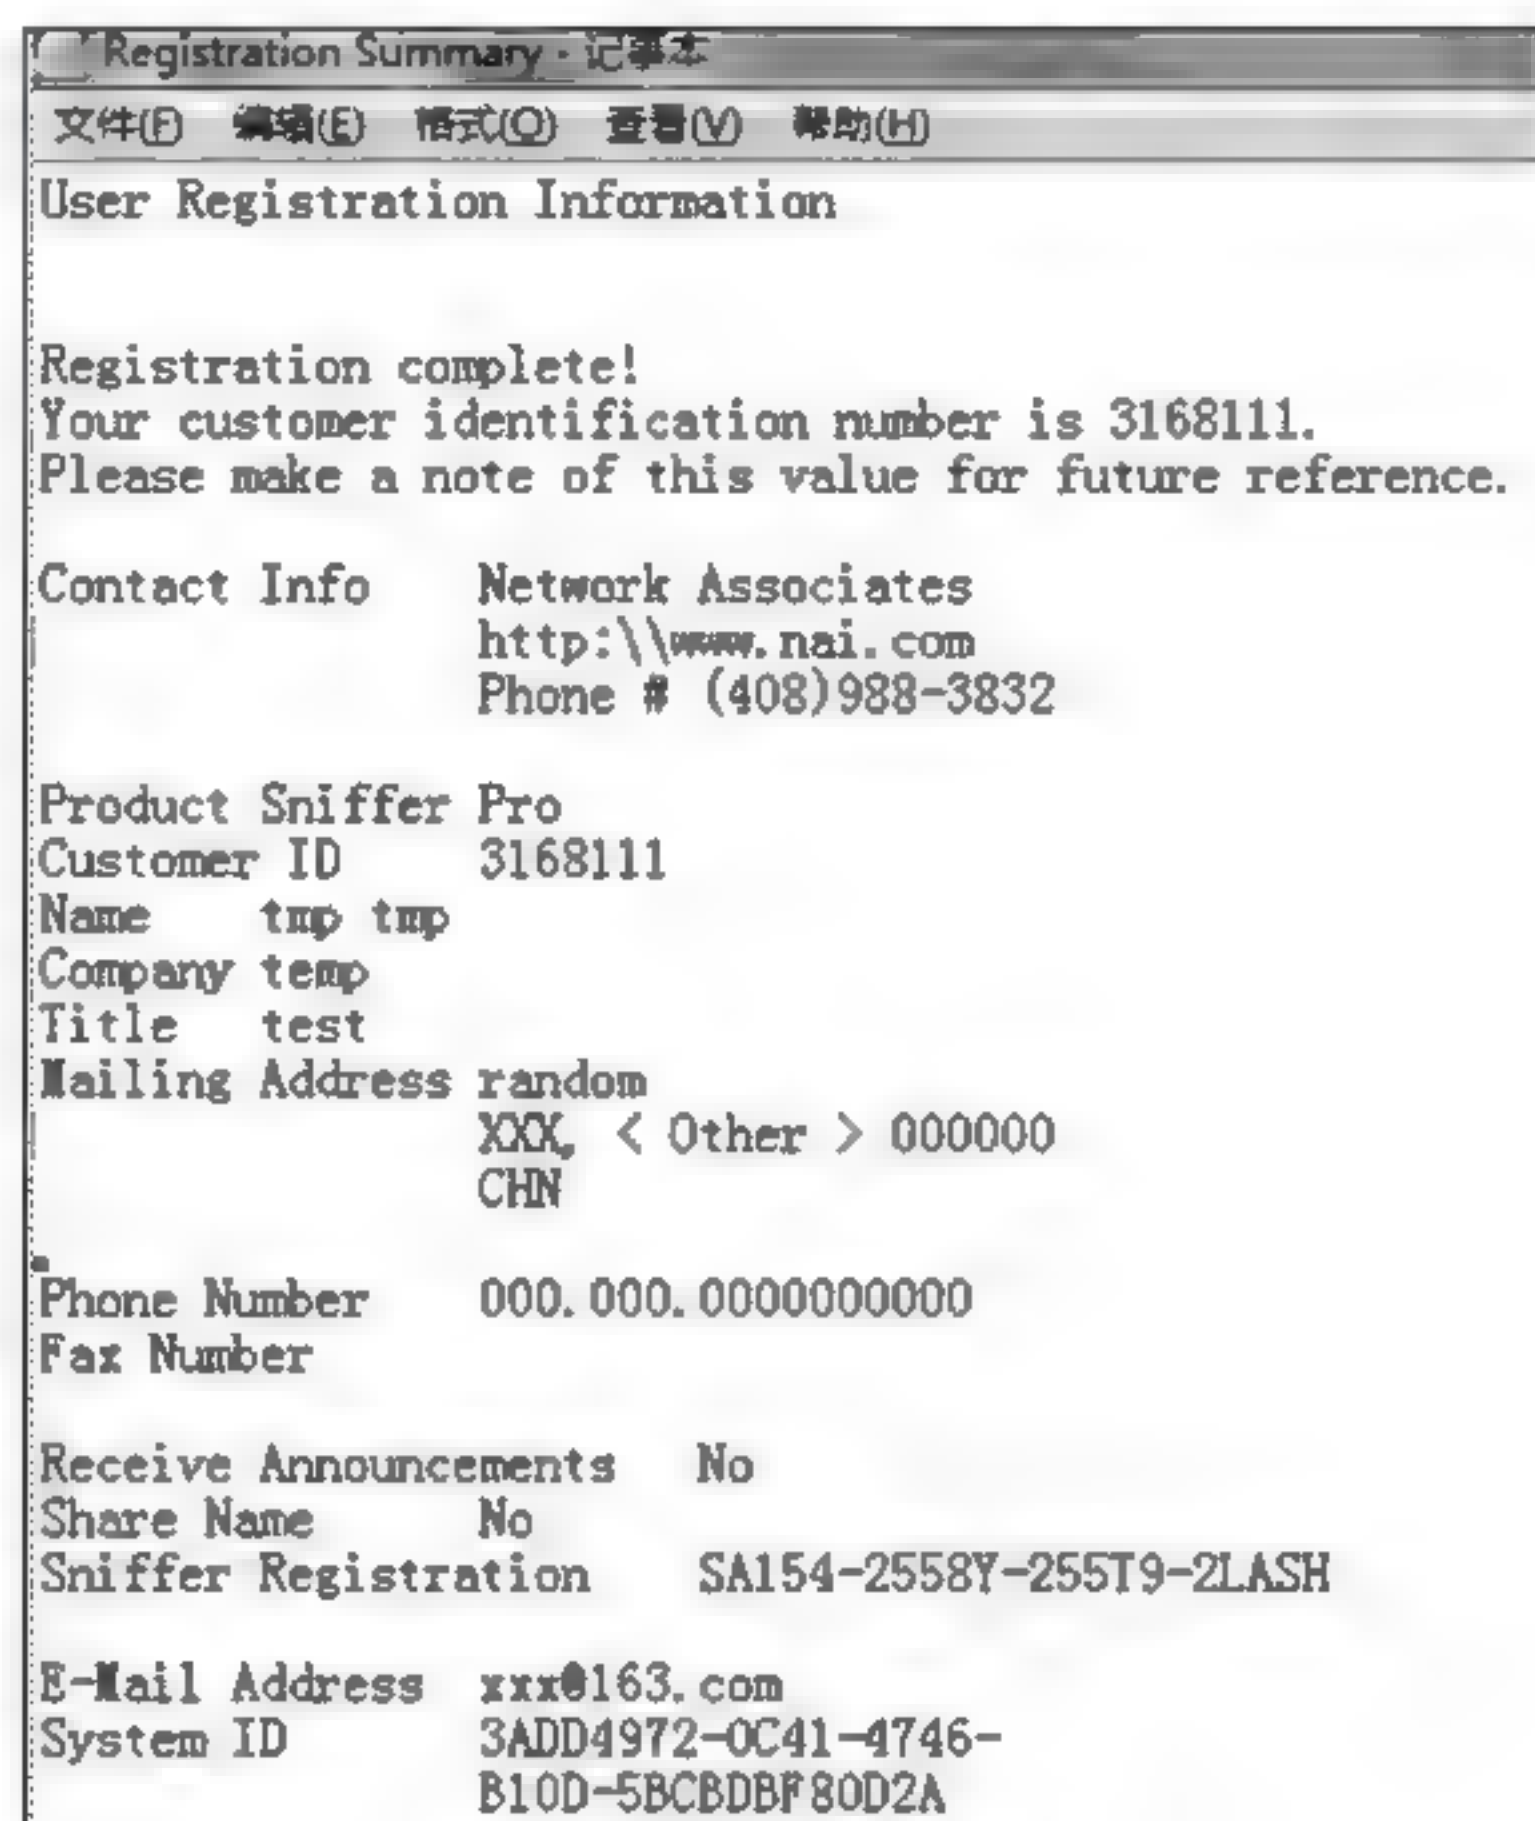 Registration Summary - 记事本
文件(F) 编辑(E) 格式(O) 查看(V) 帮助(H)
User Registration Information
Registration complete!
Your customer identification number is 3168111.
Please make a note of this value for future reference.
Contact Info Network Associates
http:\\www.nai.com
Phone # (408)988-3832
Product Sniffer Pro
Customer ID 3168111
Name tmp tmp
Company temp
Title test
Mailing Address random
XXX, < Other > 000000
CHN
Phone Number 000.000.0000000000
Fax Number
Receive Announcements No
Share Name No
Sniffer Registration SA154-2558Y-255T9-2LASH
E-Mail Address xxx@163.com
System ID 3ADD4972-0C41-4746-
B10D-5BCBDBF80D2A